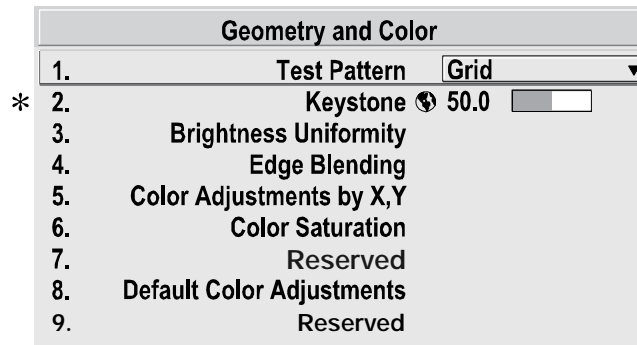 Geometry and Color
1. Test Pattern Grid ▼
* 2. Keystone 50.0
3. Brightness Uniformity
4. Edge Blending
5. Color Adjustments by X,Y
6. Color Saturation
7. Reserved
8. Default Color Adjustments
9. Reserved